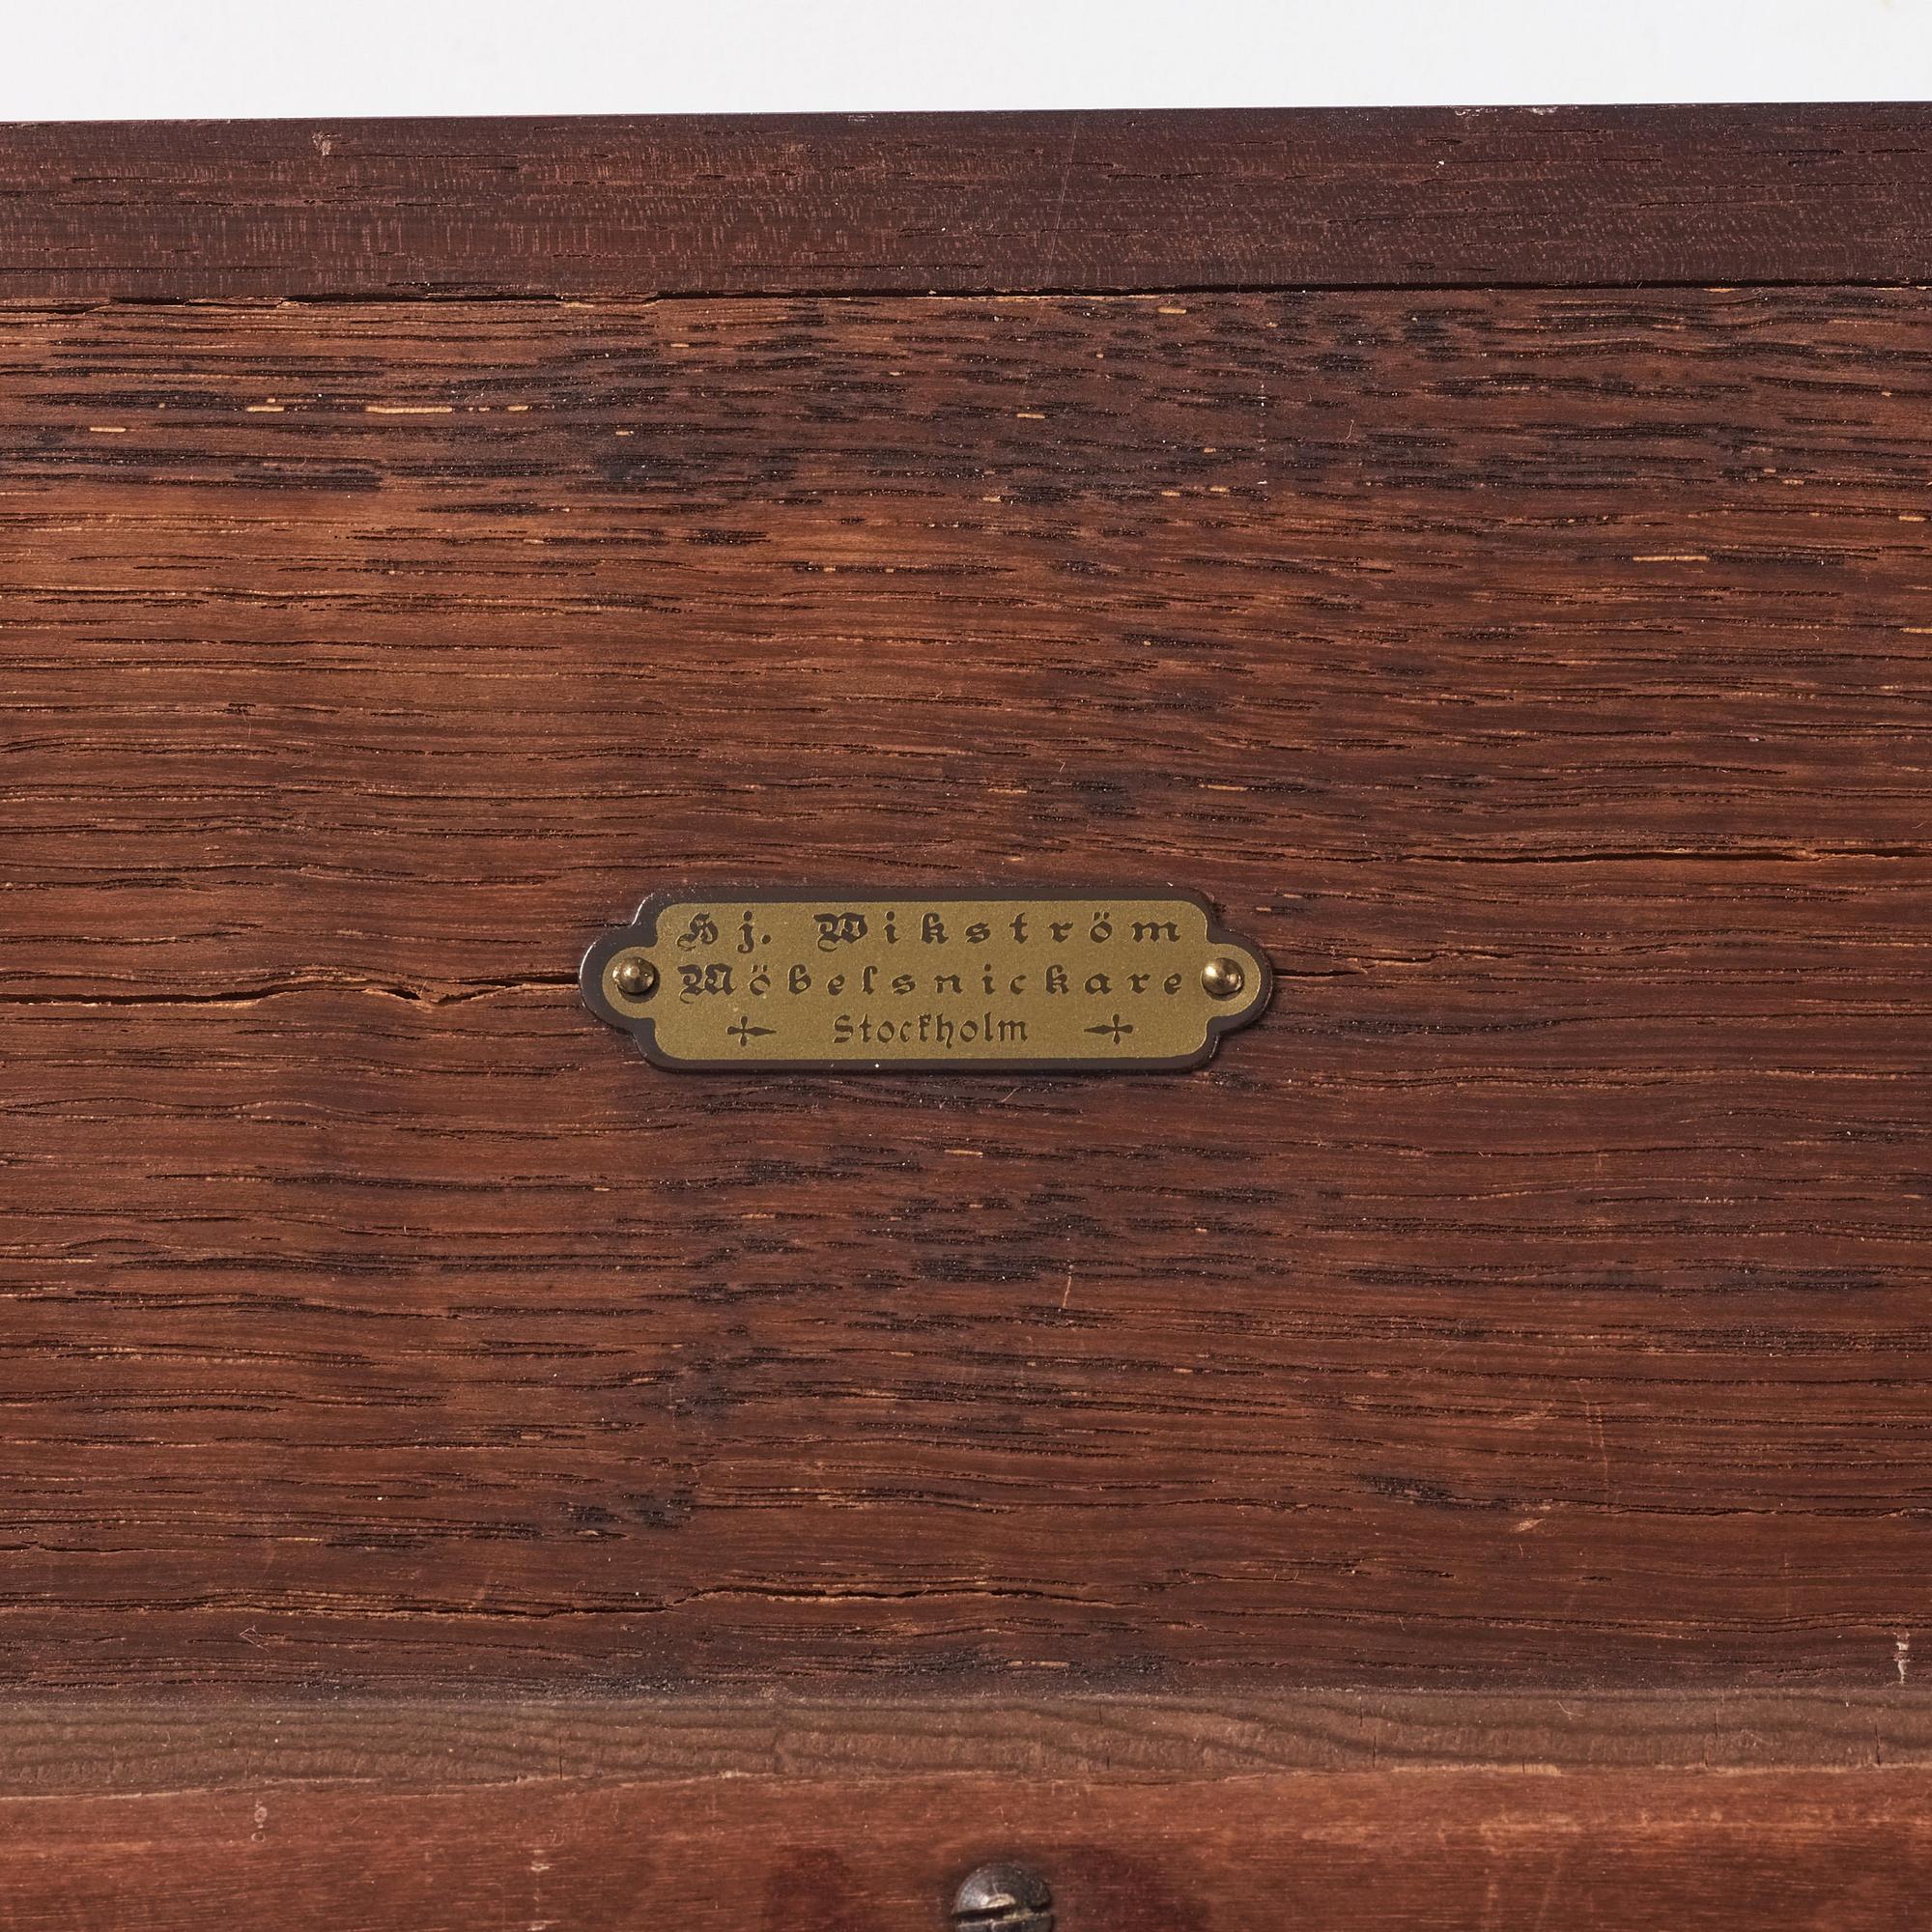 Hj. Wikström
Möbelsnickare
Stockholm